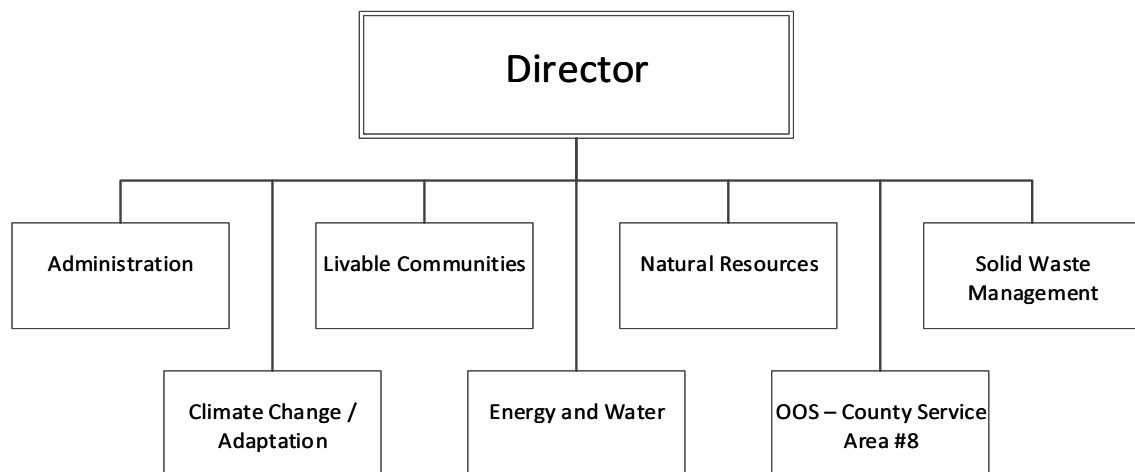 Director
Administration
Livable Communities
Natural Resources
Solid Waste
Management
Climate Change /
Adaptation
Energy and Water
OOS – County Service
Area #8